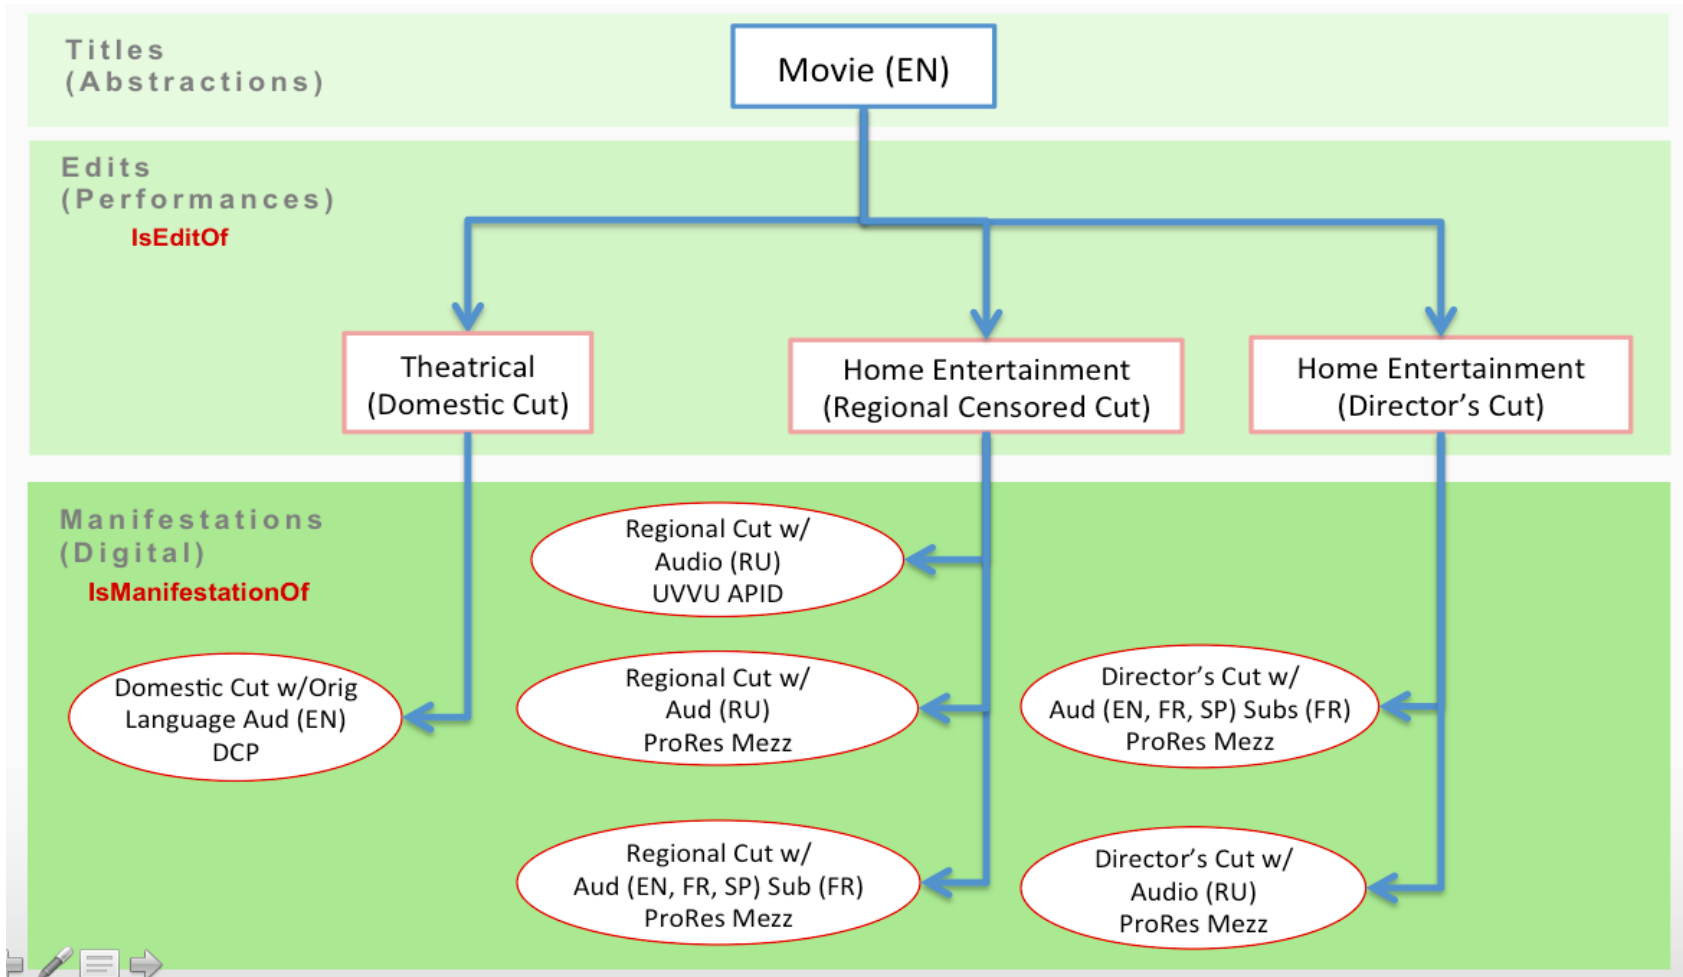 Titles
(Abstractions)
Movie (EN)
Edits
(Performances)
IsEditOf
Theatrical
(Domestic Cut)
Home Entertainment
(Regional Censored Cut)
Home Entertainment
(Director's Cut)
Manifestations
(Digital)
IsManifestationOf
Regional Cut w/
Audio (RU)
UVVU APID
Domestic Cut w/Orig
Language Aud (EN)
DCP
Regional Cut w/
Aud (RU)
ProRes Mezz
Director's Cut w/
Aud (EN, FR, SP) Subs (FR)
ProRes Mezz
Regional Cut w/
Aud (EN, FR, SP) Sub (FR)
ProRes Mezz
Director's Cut w/
Audio (RU)
ProRes Mezz